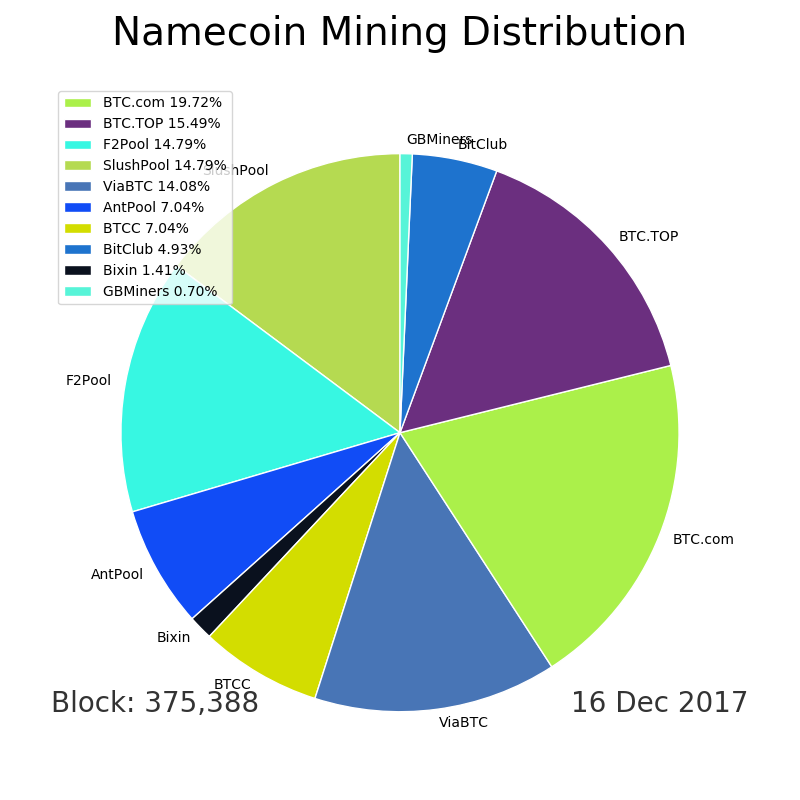 Namecoin Mining Distribution
BTC.com 19.72%
BTC.TOP 15.49%
F2Pool 14.79%
SlushPool 14.79%
ViaBTC 14.08%
AntPool 7.04%
BTCC 7.04%
BitClub 4.93%
Bixin 1.41%
GBMiners 0.70%
GBMiners
BitClub
SlushPool
BTC.TOP
F2Pool
BTC.com
AntPool
Bixin
BTCC
ViaBTC
Block: 375,388
16 Dec 2017